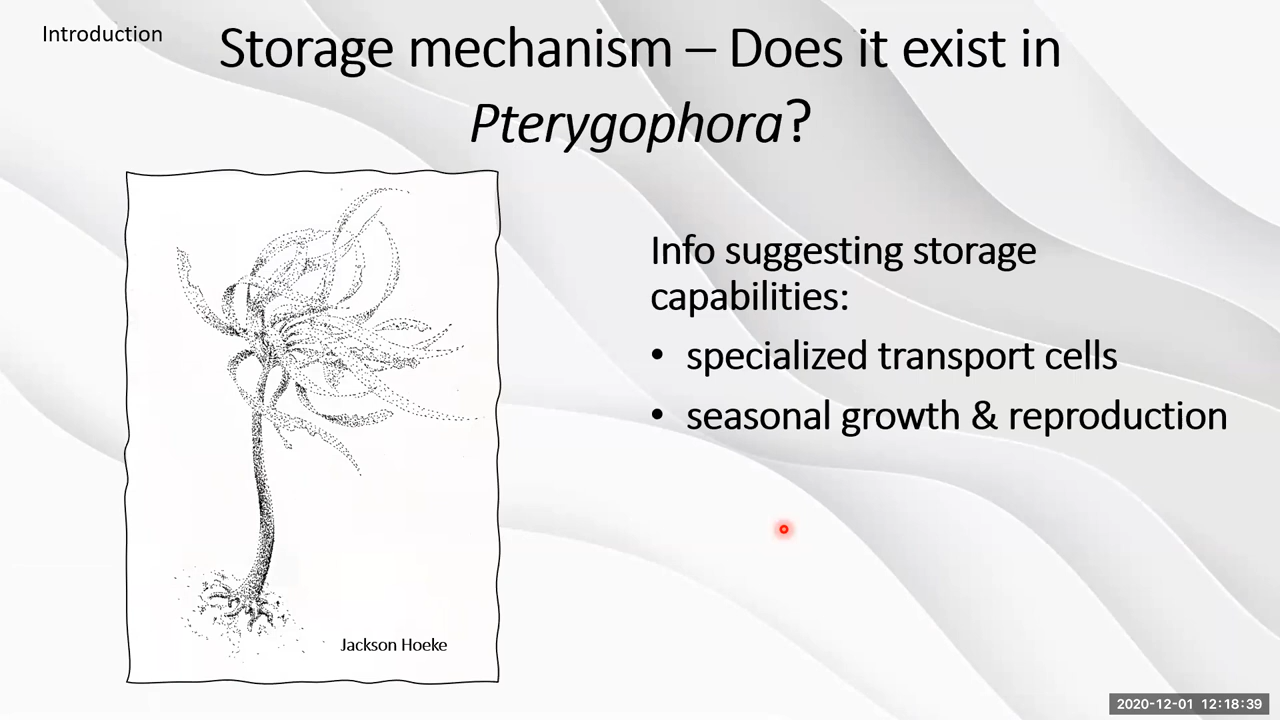 Introduction
Storage mechanism – Does it exist in
Pterygophora?
Info suggesting storage
capabilities:
• specialized transport cells
• seasonal growth & reproduction
Jackson Hoeke
2020-12-01 12:18:39